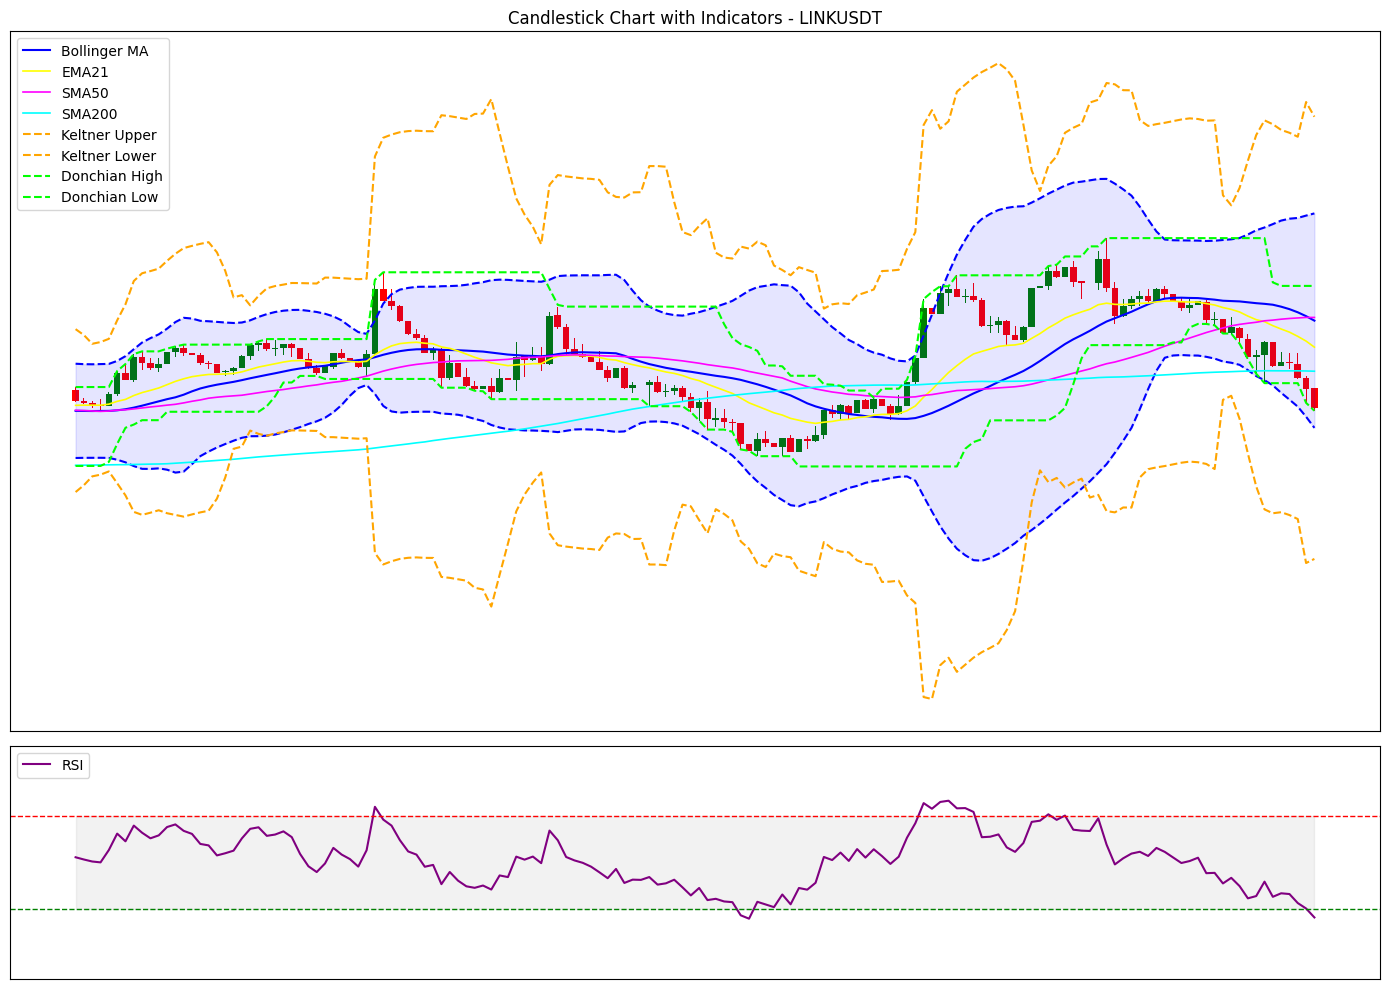 Candlestick Chart with Indicators - LINKUSDT
Bollinger MA
EMA21
SMA50
SMA200
Keltner Upper
Keltner Lower
Donchian High
Donchian Low
RSI